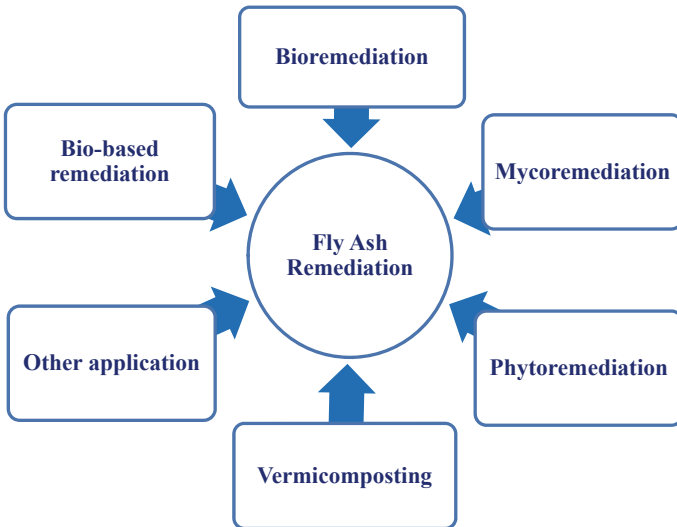 Bioremediation
Bio-based
remediation
Mycoremediation
Fly Ash
Remediation
Other application
Phytoremediation
Vermicomposting